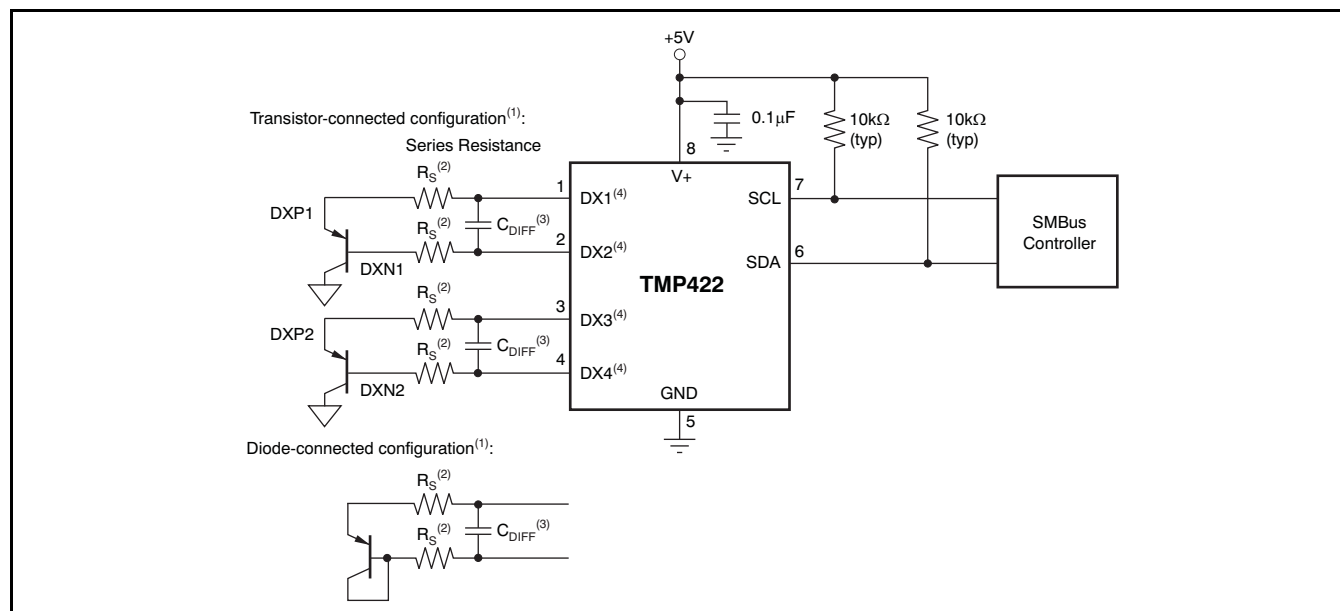 +5V
Transistor-connected configuration(1):
Series Resistance
0.1μF
10kΩ
(typ)
10kΩ
(typ)
8
V+
RS(2)
1
DX1(4)
SCL
7
DXP1
CDIFF(3)
RS(2)
2
DX2(4)
DXN1
SDA
6
SMBus
Controller
TMP422
RS(2)
3
DX3(4)
DXP2
CDIFF(3)
RS(2)
4
DX4(4)
DXN2
GND
5
Diode-connected configuration(1):
RS(2)
RS(2)
CDIFF(3)